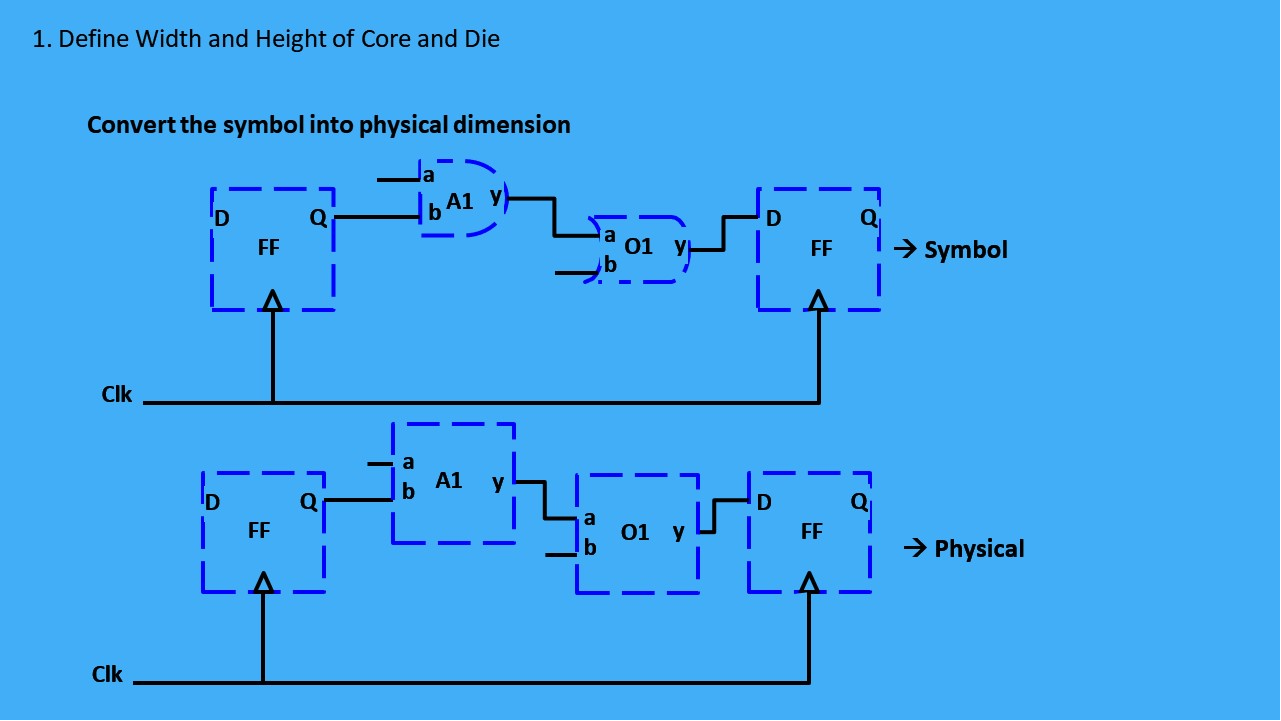 1. Define Width and Height of Core and Die
Convert the symbol into physical dimension
a
A1 y
b
D Q
FF
a
O1 y
b
D Q
FF
→ Symbol
Clk
a
A1 y
b
D Q
FF
a
O1 y
b
D Q
FF
→ Physical
Clk